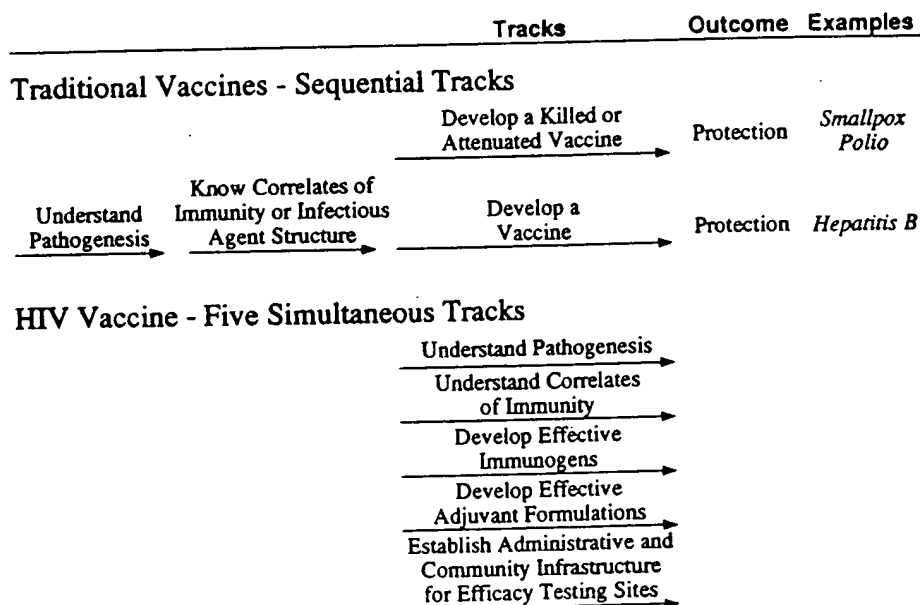 Tracks Outcome Examples
Traditional Vaccines - Sequential Tracks
Develop a Killed or
Attenuated Vaccine
Protection
Smallpox
Polio
Understand
Pathogenesis
Know Correlates of
Immunity or Infectious
Agent Structure
Develop a
Vaccine
Protection
Hepatitis B
HIV Vaccine - Five Simultaneous Tracks
Understand Pathogenesis
Understand Correlates
of Immunity
Develop Effective
Immunogens
Develop Effective
Adjuvant Formulations
Establish Administrative and
Community Infrastructure
for Efficacy Testing Sites